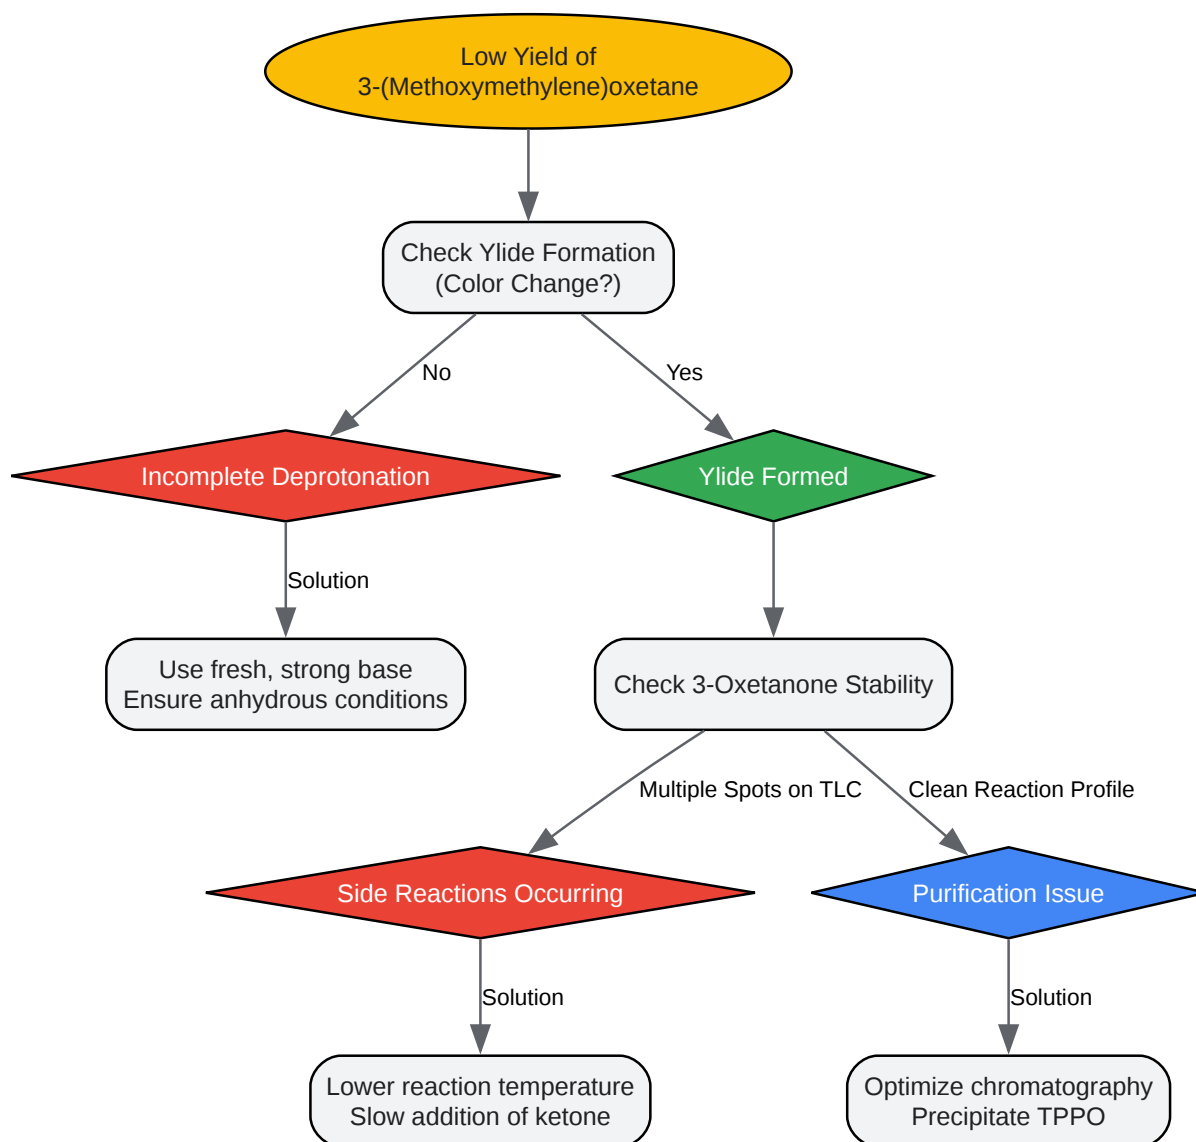 Low Yield of
3-(Methoxymethylene)oxetane
Check Ylide Formation
(Color Change?)
No
Yes
Incomplete Deprotonation
Ylide Formed
Solution
Use fresh, strong base
Ensure anhydrous conditions
Check 3-Oxetanone Stability
Multiple Spots on TLC
Clean Reaction Profile
Side Reactions Occurring
Purification Issue
Solution
Solution
Lower reaction temperature
Slow addition of ketone
Optimize chromatography
Precipitate TPPO